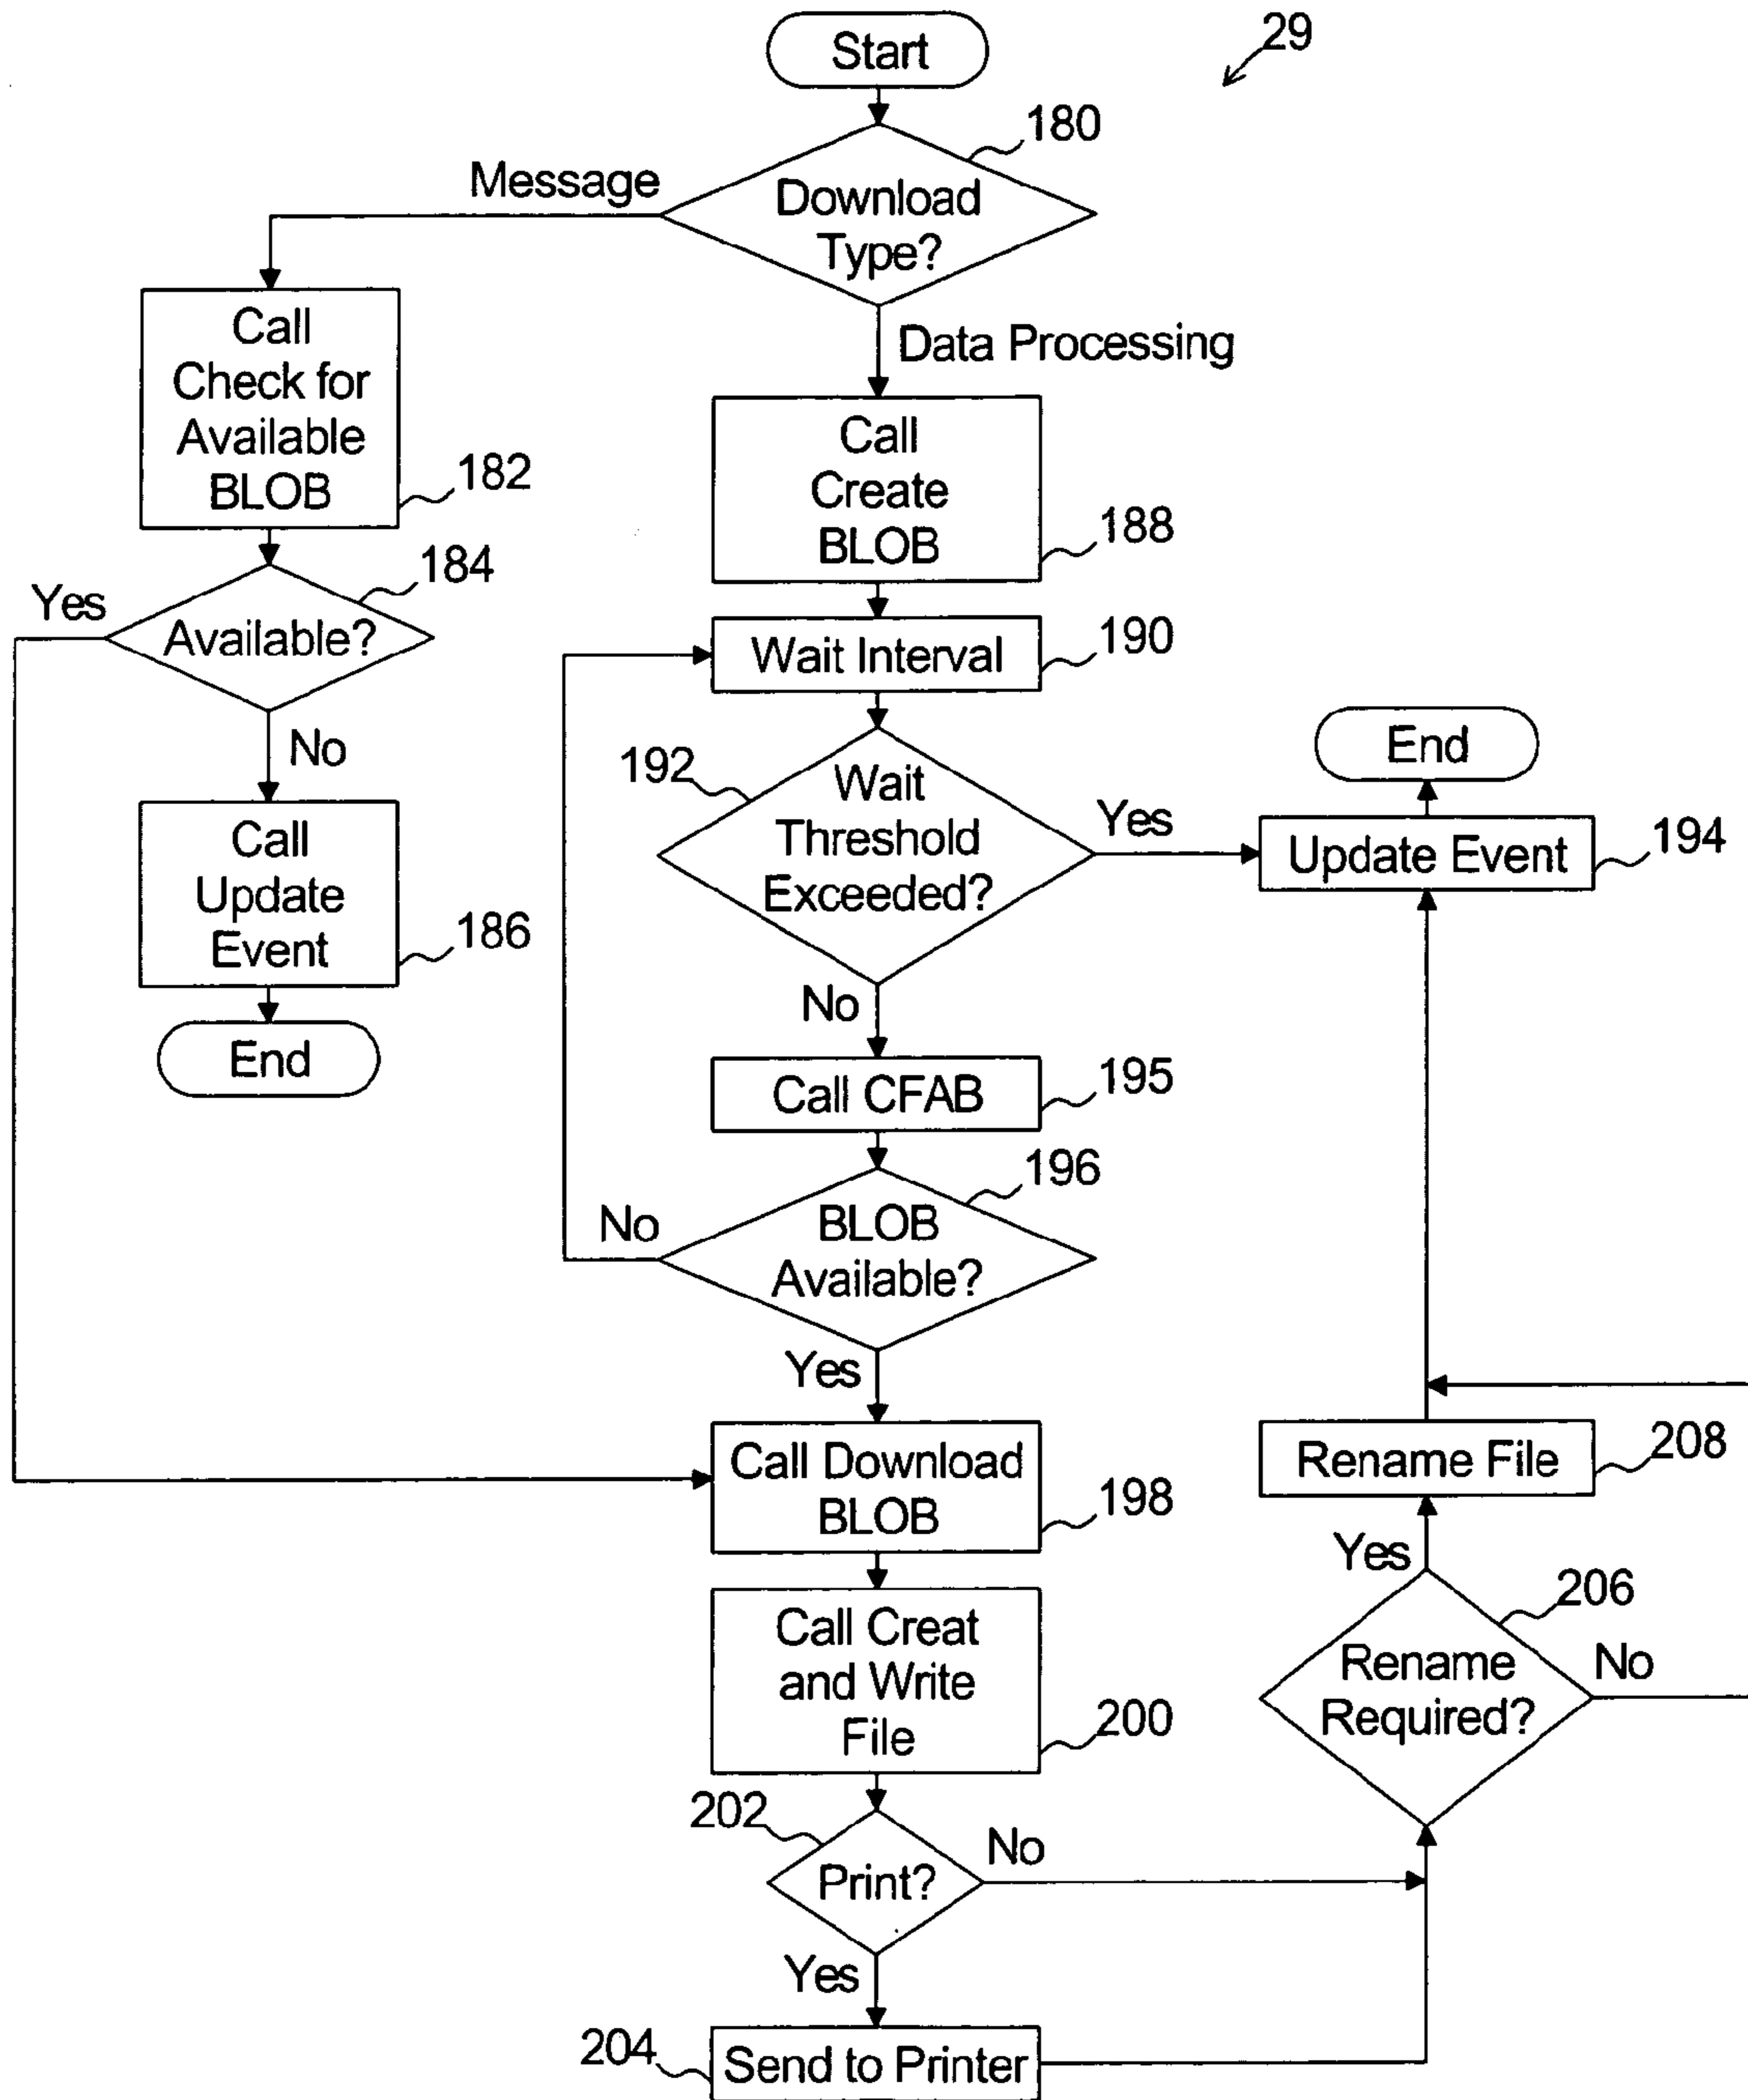 Start
29
180
Message
Download
Type?
Data Processing
Call
Check for
Available
BLOB
182
Call
Create
BLOB
188
184
Yes
Available?
No
Wait Interval
190
Call
Update
Event
186
End
192
Wait
Threshold
Exceeded?
Yes
No
End
Update Event
194
Call CFAB
195
196
No
BLOB
Available?
Yes
Call Download
BLOB
198
Rename File
208
Yes
206
Rename
Required?
No
Call Creat
and Write
File
200
202
Print?
No
Yes
204
Send to Printer